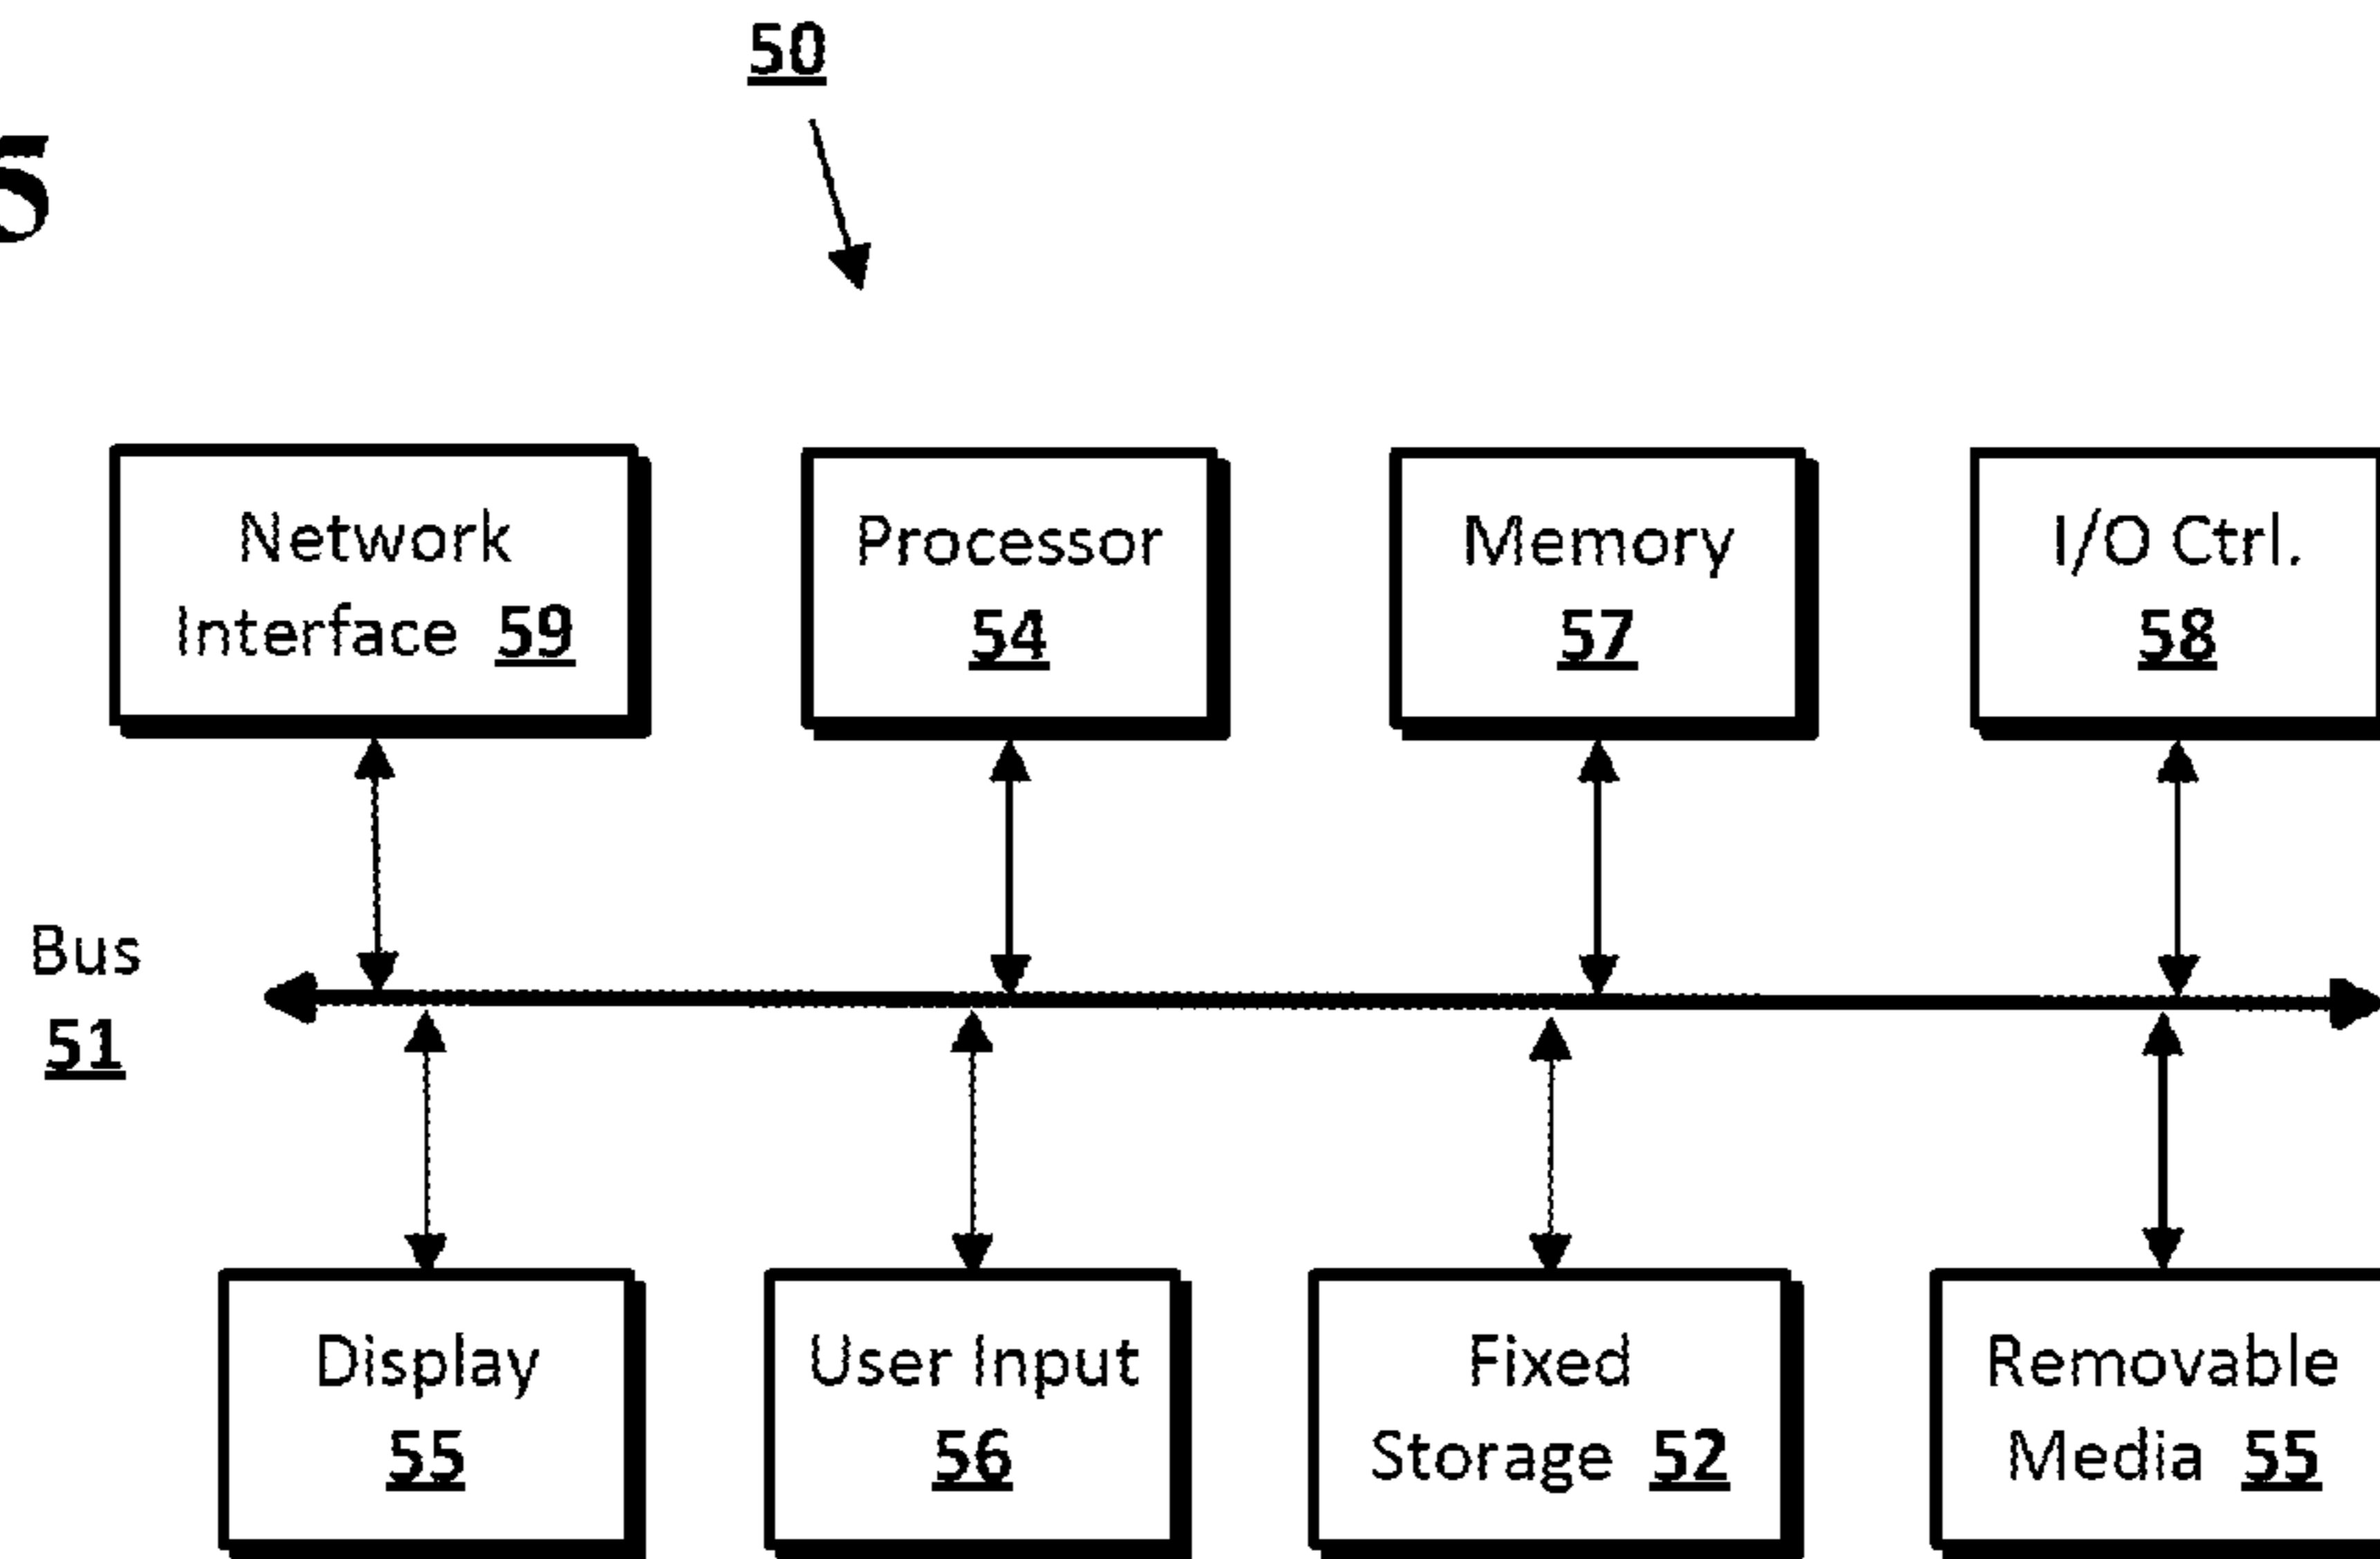 50
5
Network
Interface 59
Processor
54
Memory
57
I/O Ctrl.
58
Bus
51
Display
55
User Input
56
Fixed
Storage 52
Removable
Media 55